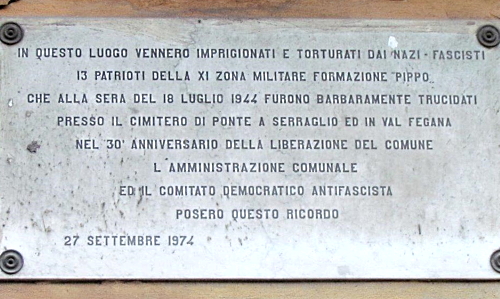 IN QUESTO LUOGO VENNERO IMPRIGIONATI E TORTURATI DAI NAZI-FASCISTI
13 PATRIOTI DELLA XI ZONA MILITARE FORMAZIONE "PIPPO"
CHE ALLA SERA DEL 18 LUGLIO 1944 FURONO BARBARAMENTE TRUCIDATI
PRESSO IL CIMITERO DI PONTE A SERRAGLIO ED IN VAL FEGANA
NEL 30° ANNIVERSARIO DELLA LIBERAZIONE DEL COMUNE
L AMMINISTRAZIONE COMUNALE
ED IL COMITATO DEMOCRATICO ANTIFASCISTA
POSERO QUESTO RICORDO
27 SETTEMBRE 1974